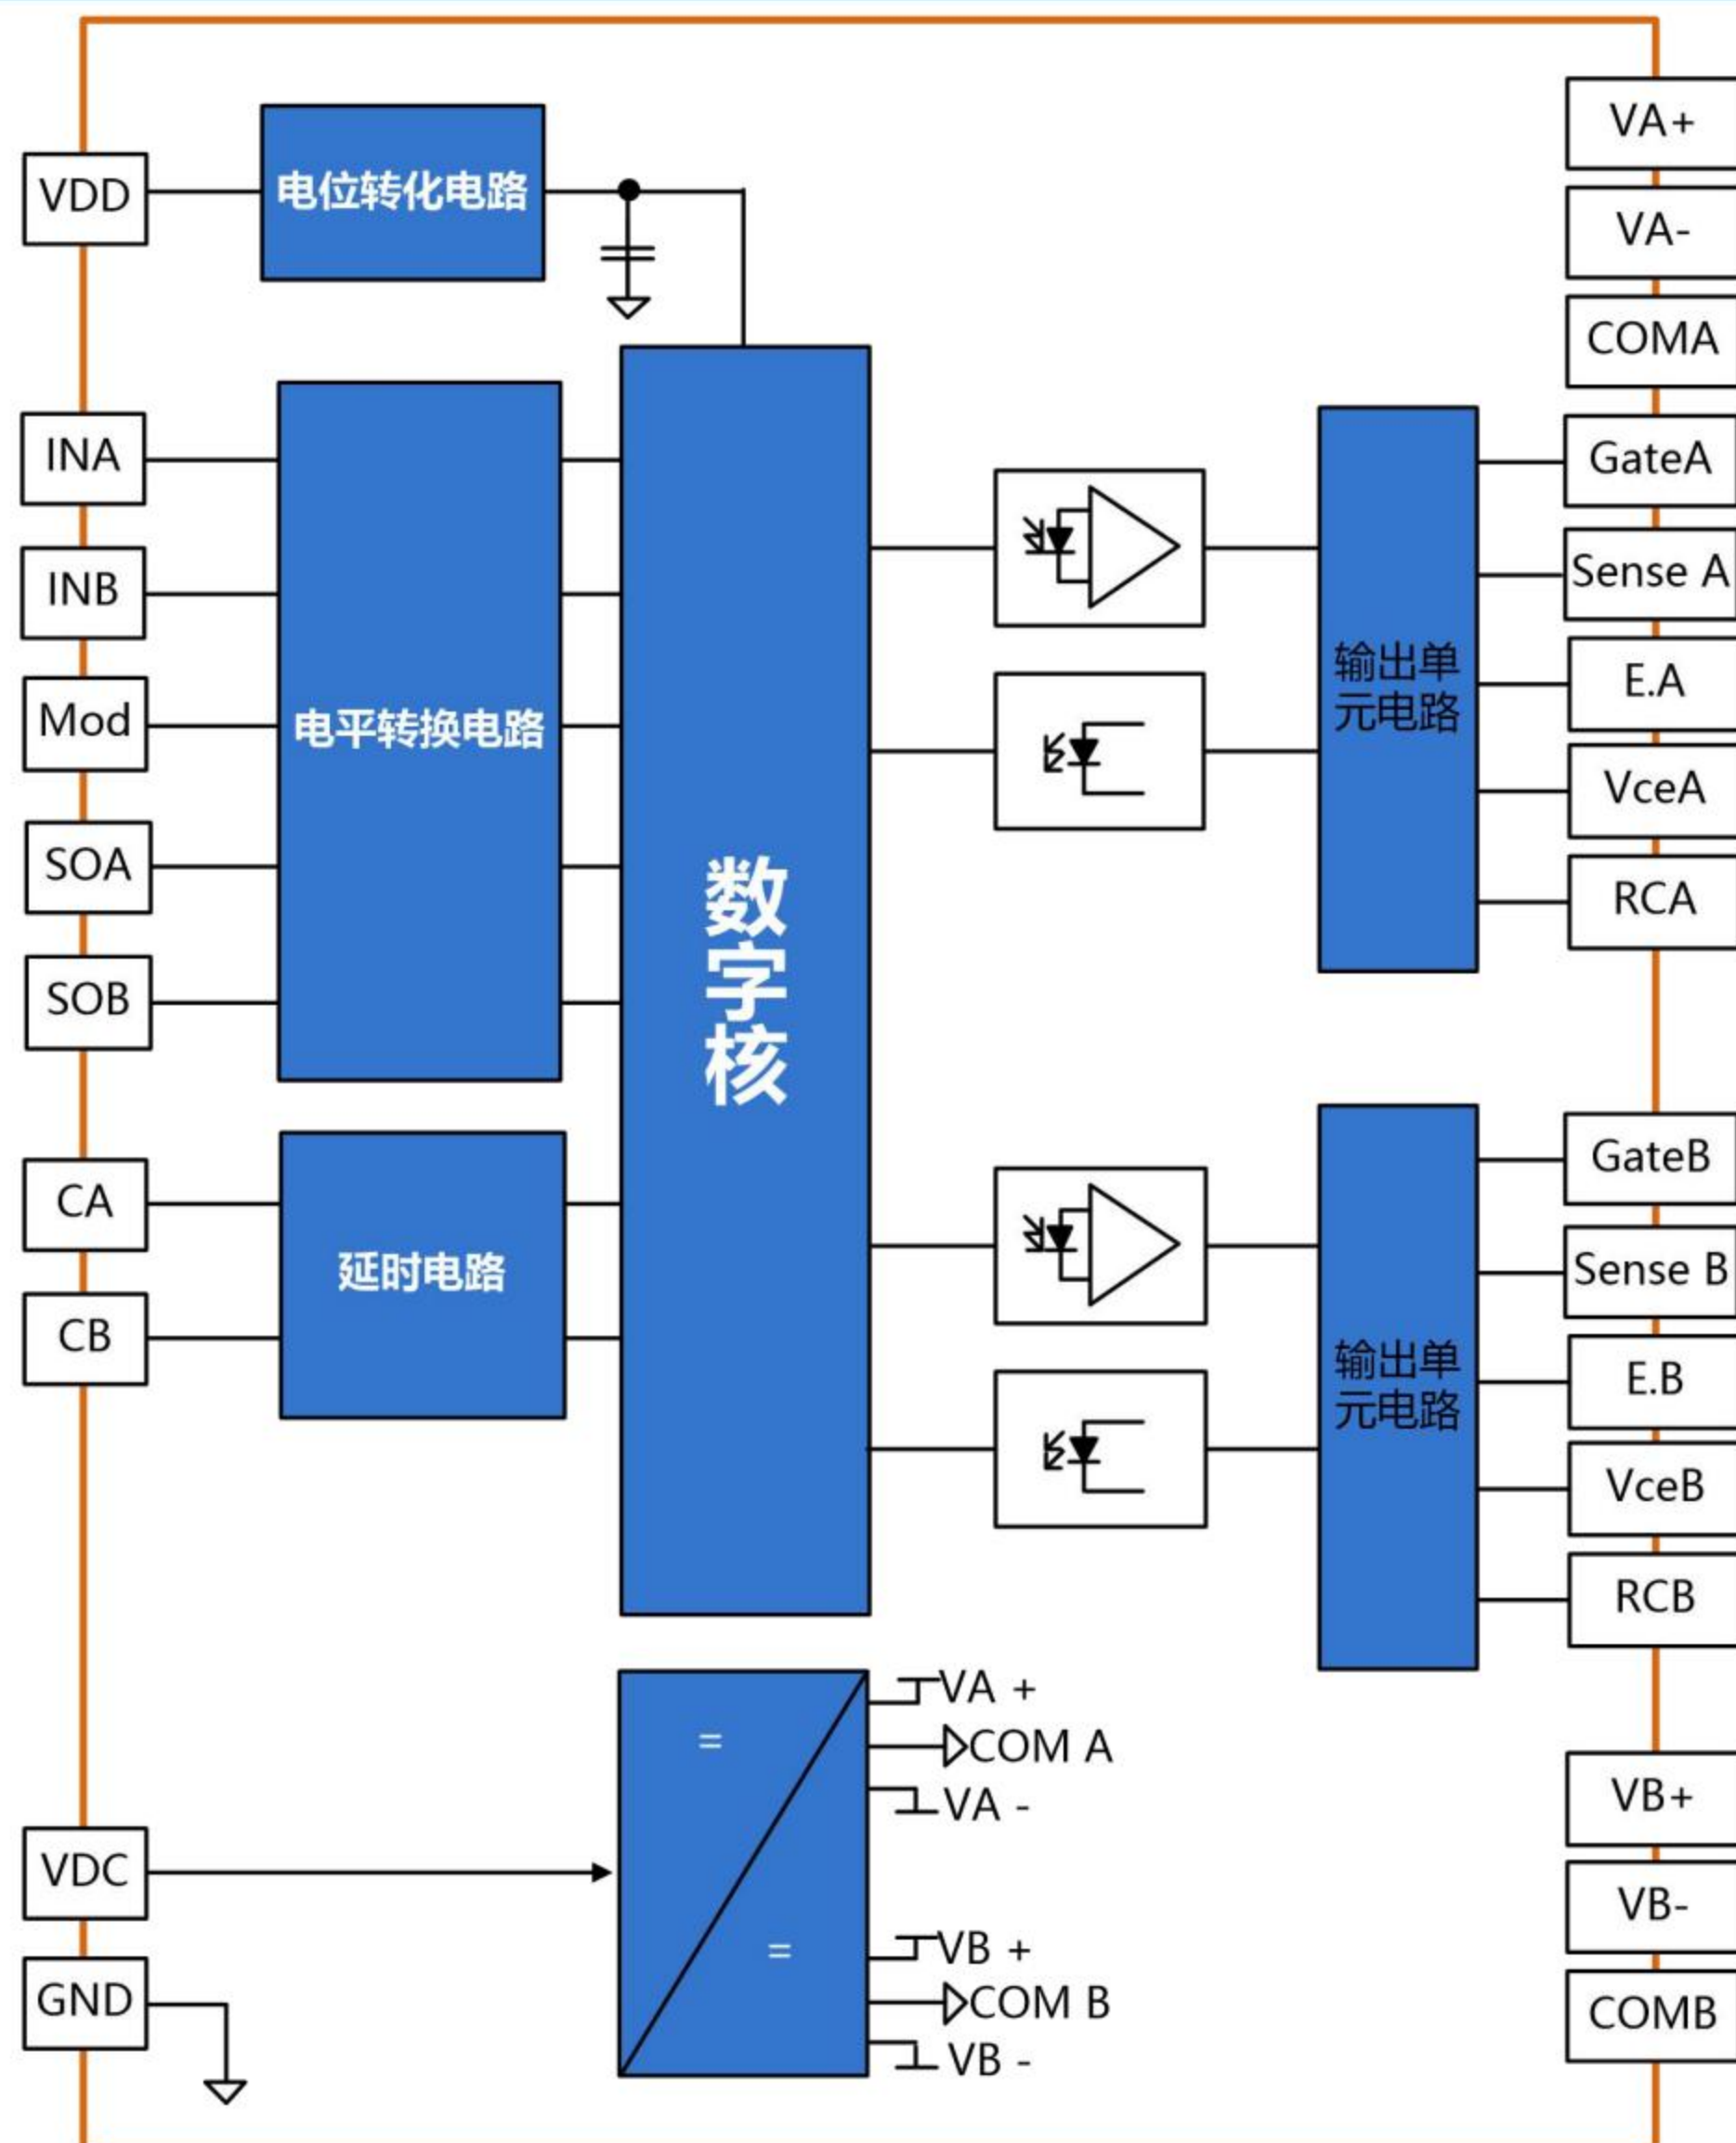 VDD
电位转化电路
VA+
VA-
COMA
INA
INB
Mod
SOA
SOB
电平转换电路
数
字
核
输出单
元电路
GateA
Sense A
E.A
VceA
RCA
CA
CB
延时电路
输出单
元电路
GateB
Sense B
E.B
VceB
RCB
VDC
GND
=
=
VA +
COM A
VA -
VB +
COM B
VB -
VB+
VB-
COMB